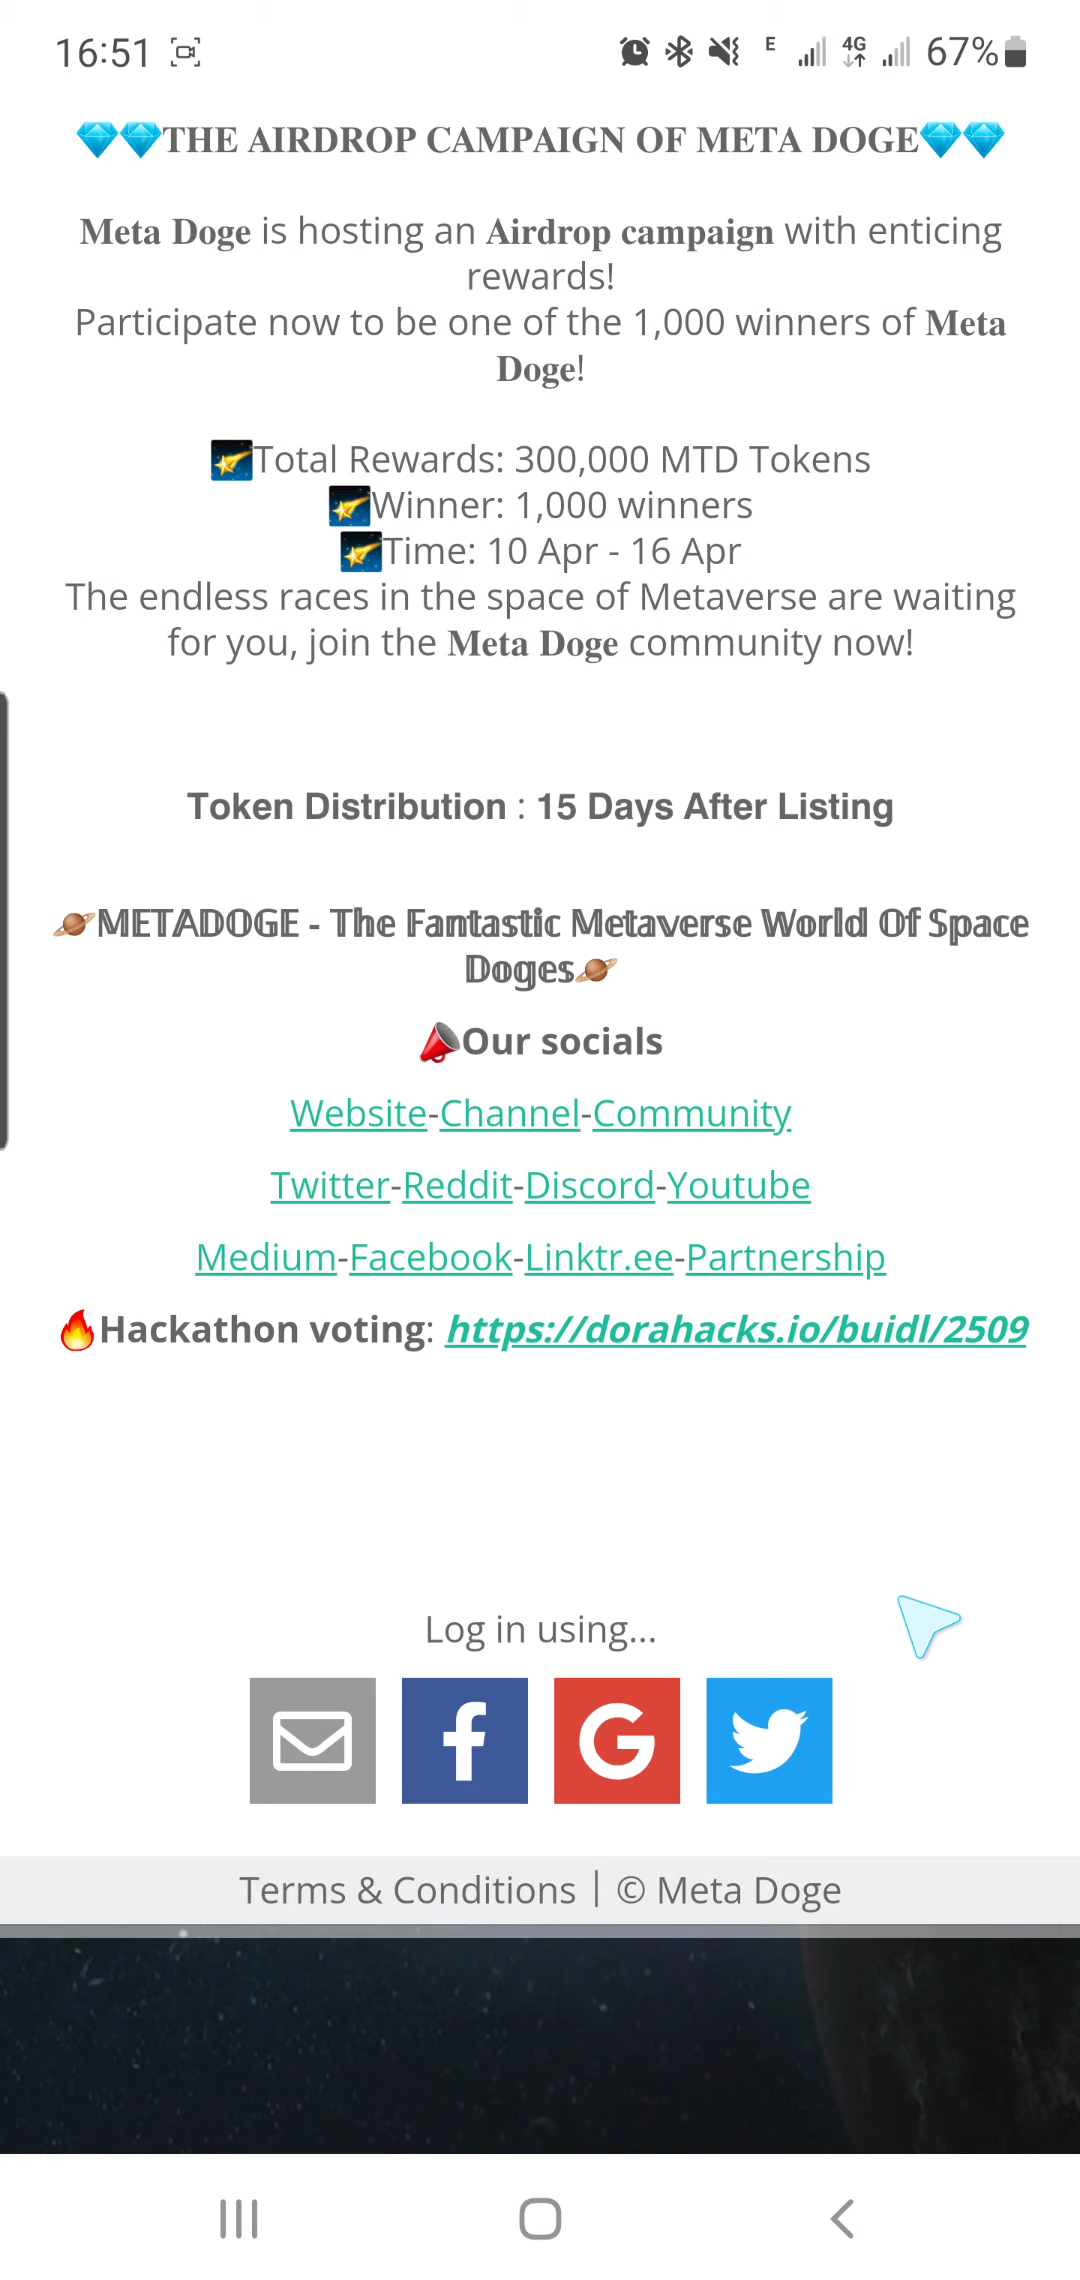 16:51 E 4G 67%
💎💎THE AIRDROP CAMPAIGN OF META DOGE💎💎
Meta Doge is hosting an Airdrop campaign with enticing
rewards!
Participate now to be one of the 1,000 winners of Meta
Doge!
🌠Total Rewards: 300,000 MTD Tokens
🌠Winner: 1,000 winners
🌠Time: 10 Apr - 16 Apr
The endless races in the space of Metaverse are waiting
for you, join the Meta Doge community now!
Token Distribution : 15 Days After Listing
🪐METADOGE - The Fantastic Metaverse World Of Space
Doges🪐
📣Our socials
Website-Channel-Community
Twitter-Reddit-Discord-Youtube
Medium-Facebook-Linktr.ee-Partnership
🔥Hackathon voting: https://dorahacks.io/buidl/2509
Log in using...
Terms & Conditions | © Meta Doge